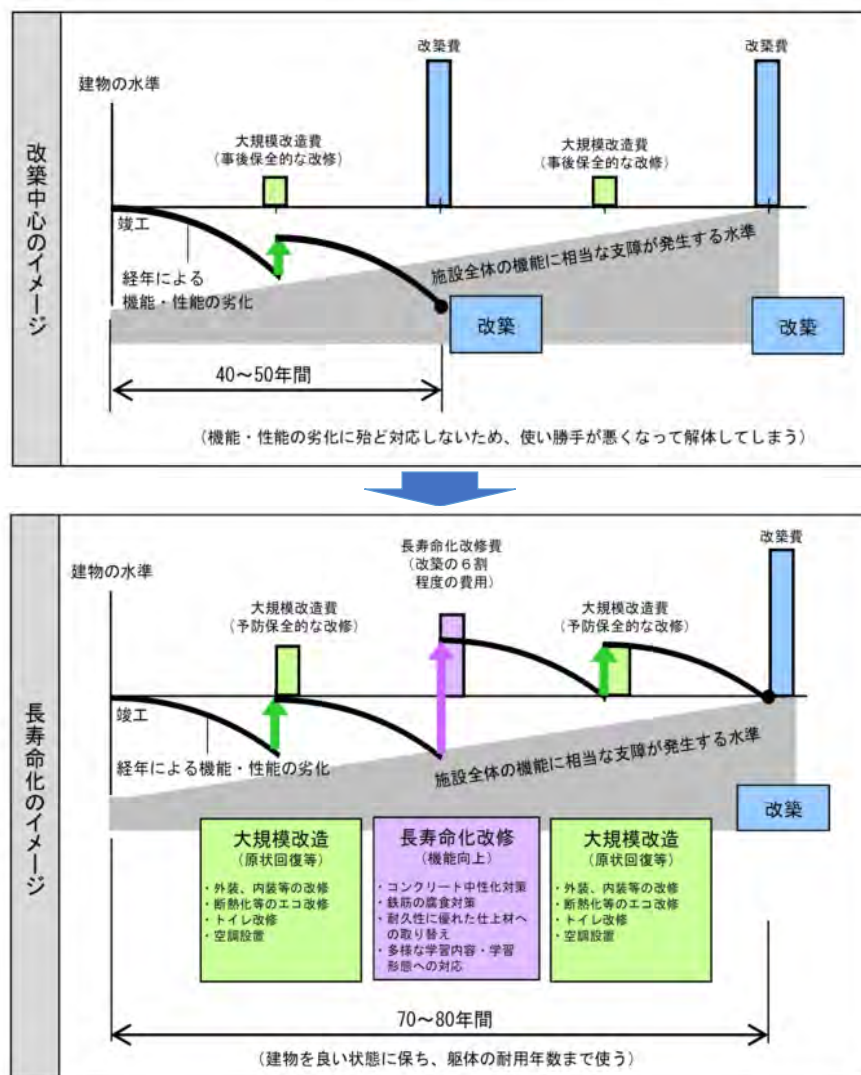 改築中心のイメージ
建物の水準
改築費
改築費
大規模改造費
(事後保全的な改修)
大規模改造費
(事後保全的な改修)
竣工
経年による
機能・性能の劣化
施設全体の機能に相当な支障が発生する水準
改築
改築
40～50年間
(機能・性能の劣化に殆ど対応しないため、使い勝手が悪くなって解体してしまう)
長寿命化のイメージ
建物の水準
長寿命化改修費
(改築の６割
程度の費用)
改築費
大規模改造費
(予防保全的な改修)
大規模改造費
(予防保全的な改修)
竣工
経年による機能・性能の劣化
施設全体の機能に相当な支障が発生する水準
改築
大規模改造
(原状回復等)
・外装、内装等の改修
・断熱化等のエコ改修
・トイレ改修
・空調設置
長寿命化改修
(機能向上)
・コンクリート中性化対策
・鉄筋の腐食対策
・耐久性に優れた仕上材へ
の取り替え
・多様な学習内容・学習
形態への対応
大規模改造
(原状回復等)
・外装、内装等の改修
・断熱化等のエコ改修
・トイレ改修
・空調設置
70～80年間
(建物を良い状態に保ち、躯体の耐用年数まで使う)